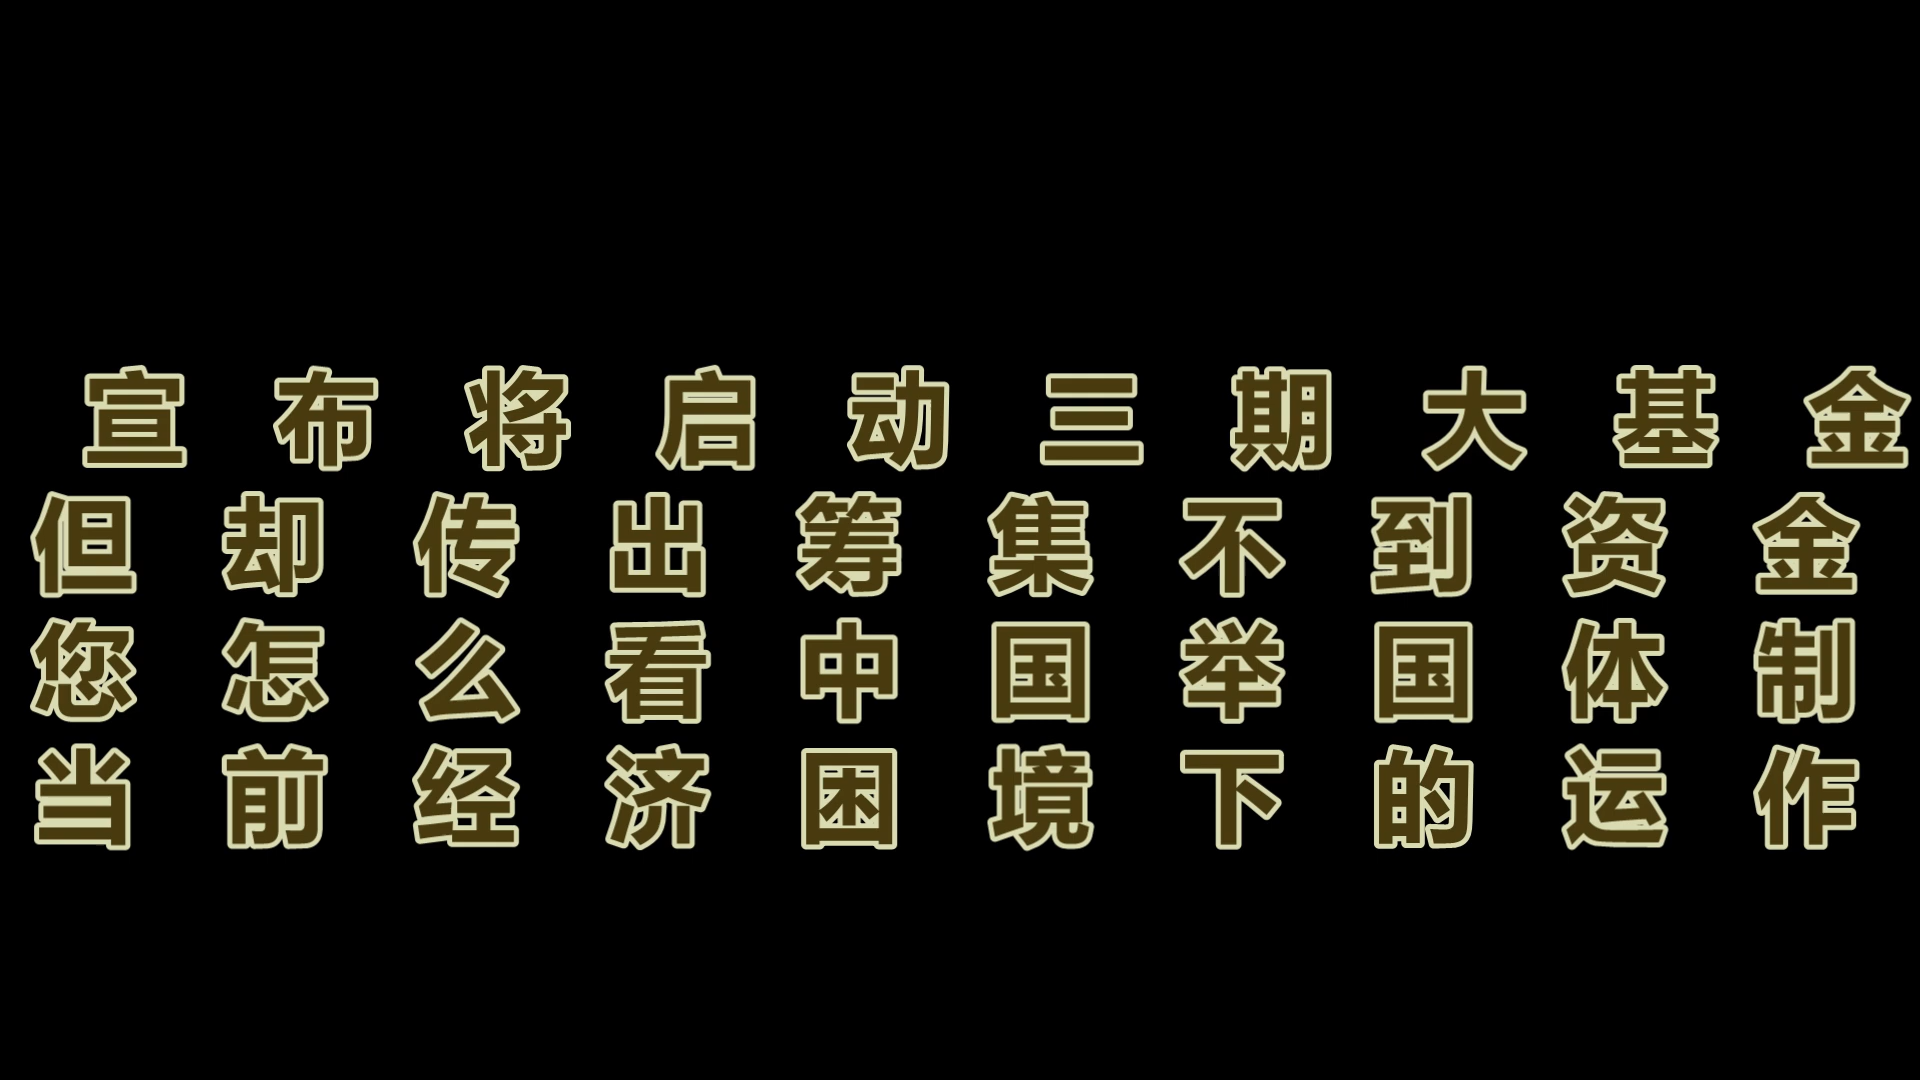 宣布将启动三期大基金
但却传出筹集不到资金
您怎么看中国举国体制
当前经济困境下的运作